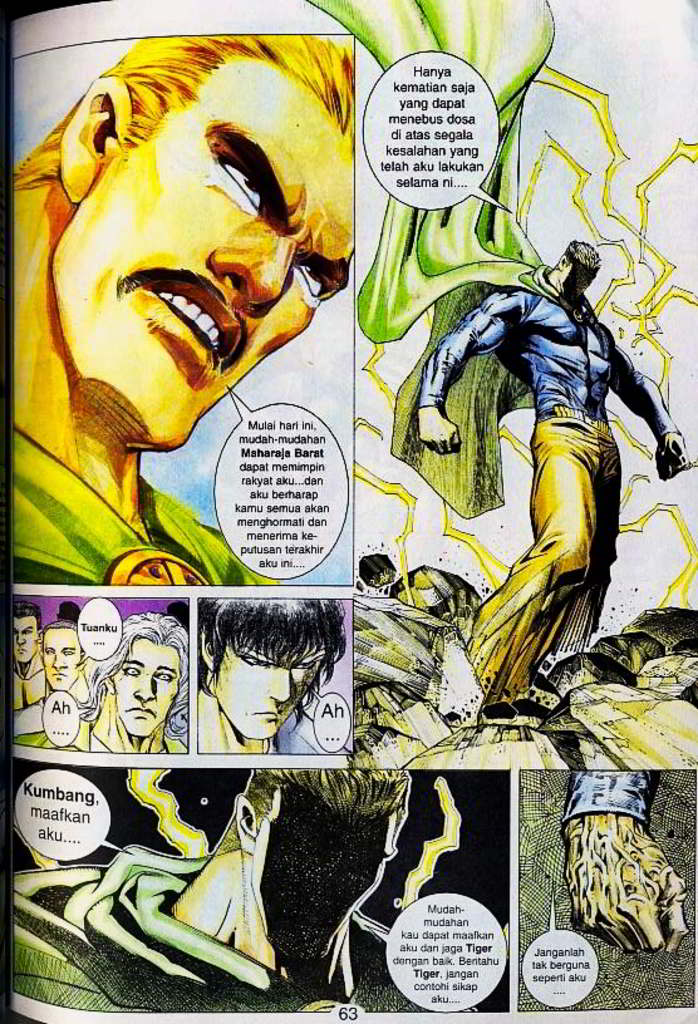 Mulai hari ini,
mudah-mudahan
Maharaja Barat
dapat memimpin
rakyat aku...dan
aku berharap
kamu semua akan
menghormati dan
menerima ke-
putusan terakhir
aku ini....
Hanya
kematian saja
yang dapat
menebus dosa
di atas segala
kesalahan yang
telah aku lakukan
selama ni....
Tuanku
....
Ah
....
Ah
....
Kumbang,
maafkan
aku....
Mudah-
mudahan
kau dapat maafkan
aku dan jaga Tiger
dengan baik. Beritahu
Tiger, jangan
contohi sikap
aku....
Janganlah
tak berguna
seperti aku
....
63